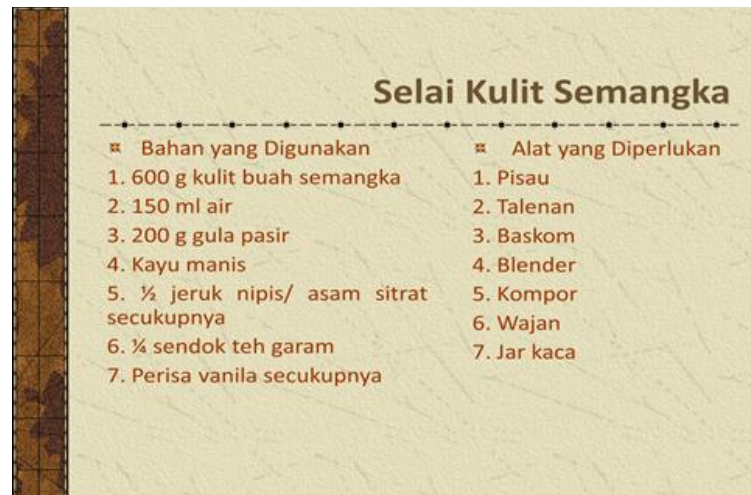 Selai Kulit Semangka
¤ Bahan yang Digunakan
1. 600 g kulit buah semangka
2. 150 ml air
3. 200 g gula pasir
4. Kayu manis
5. ½ jeruk nipis/ asam sitrat
secukupnya
6. ¼ sendok teh garam
7. Perisa vanila secukupnya
¤ Alat yang Diperlukan
1. Pisau
2. Talenan
3. Baskom
4. Blender
5. Kompor
6. Wajan
7. Jar kaca